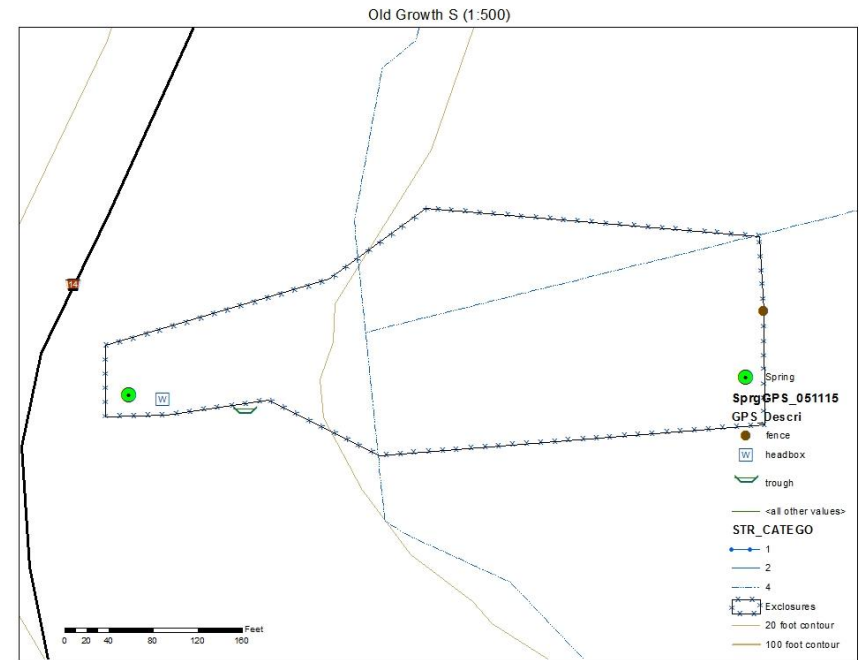 Old Growth S (1:500)
14
W
Spring
SprgGPS_051115
GPS_Descri
fence
W headbox
trough
<all other values>
STR_CATEGO
1
2
4
Exclosures
20 foot contour
100 foot contour
Feet
0 20 40 80 120 160